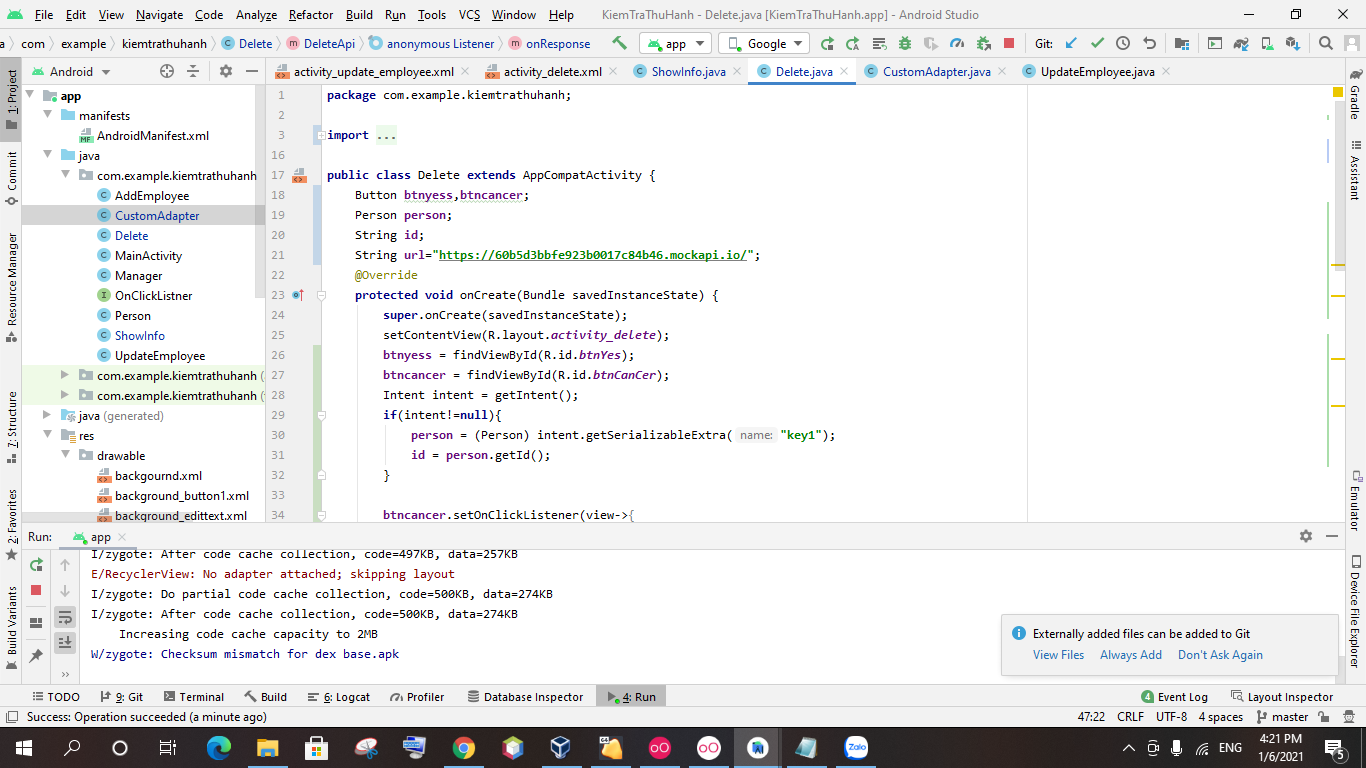 File Edit View Navigate Code Analyze Refactor Build Run Tools VCS Window Help KiemTraThuHanh - Delete.java [KiemTraThuHanh.app] - Android Studio
com example kiemtrathuhanh Delete DeleteApi anonymous Listener onResponse app Google Git:
Android
activity_update_employee.xml activity_delete.xml ShowInfo.java Delete.java CustomAdapter.java UpdateEmployee.java
1: Project
Commit
Resource Manager
7: Structure
2: Favorites
Build Variants
app
manifests
AndroidManifest.xml
java
com.example.kiemtrathuhanh
AddEmployee
CustomAdapter
Delete
MainActivity
Manager
OnClickListner
Person
ShowInfo
UpdateEmployee
com.example.kiemtrathuhanh (
com.example.kiemtrathuhanh (
java (generated)
res
drawable
backgournd.xml
background_button1.xml
background_edittext.xml
1 package com.example.kiemtrathuhanh;
2
3 import ...
16
17 public class Delete extends AppCompatActivity {
18 Button btnyess,btncancer;
19 Person person;
20 String id;
21 String url="https://60b5d3bbfe923b0017c84b46.mockapi.io/";
22 @Override
23 protected void onCreate(Bundle savedInstanceState) {
24 super.onCreate(savedInstanceState);
25 setContentView(R.layout.activity_delete);
26 btnyess = findViewById(R.id.btnYes);
27 btncancer = findViewById(R.id.btnCanCer);
28 Intent intent = getIntent();
29 if(intent!=null){
30 person = (Person) intent.getSerializableExtra( name: "key1");
31 id = person.getId();
32 }
33
34 btncancer.setOnClickListener(view->{
Gradle
Assistant
Emulator
Device File Explorer
Run: app
I/zygote: After code cache collection, code=497KB, data=257KB
E/RecyclerView: No adapter attached; skipping layout
I/zygote: Do partial code cache collection, code=500KB, data=274KB
I/zygote: After code cache collection, code=500KB, data=274KB
Increasing code cache capacity to 2MB
W/zygote: Checksum mismatch for dex base.apk
Externally added files can be added to Git
View Files Always Add Don't Ask Again
TODO 9: Git Terminal Build 6: Logcat Profiler Database Inspector 4: Run 4 Event Log Layout Inspector
Success: Operation succeeded (a minute ago) 47:22 CRLF UTF-8 4 spaces master
Zalo ENG 4:21 PM
1/6/2021 5